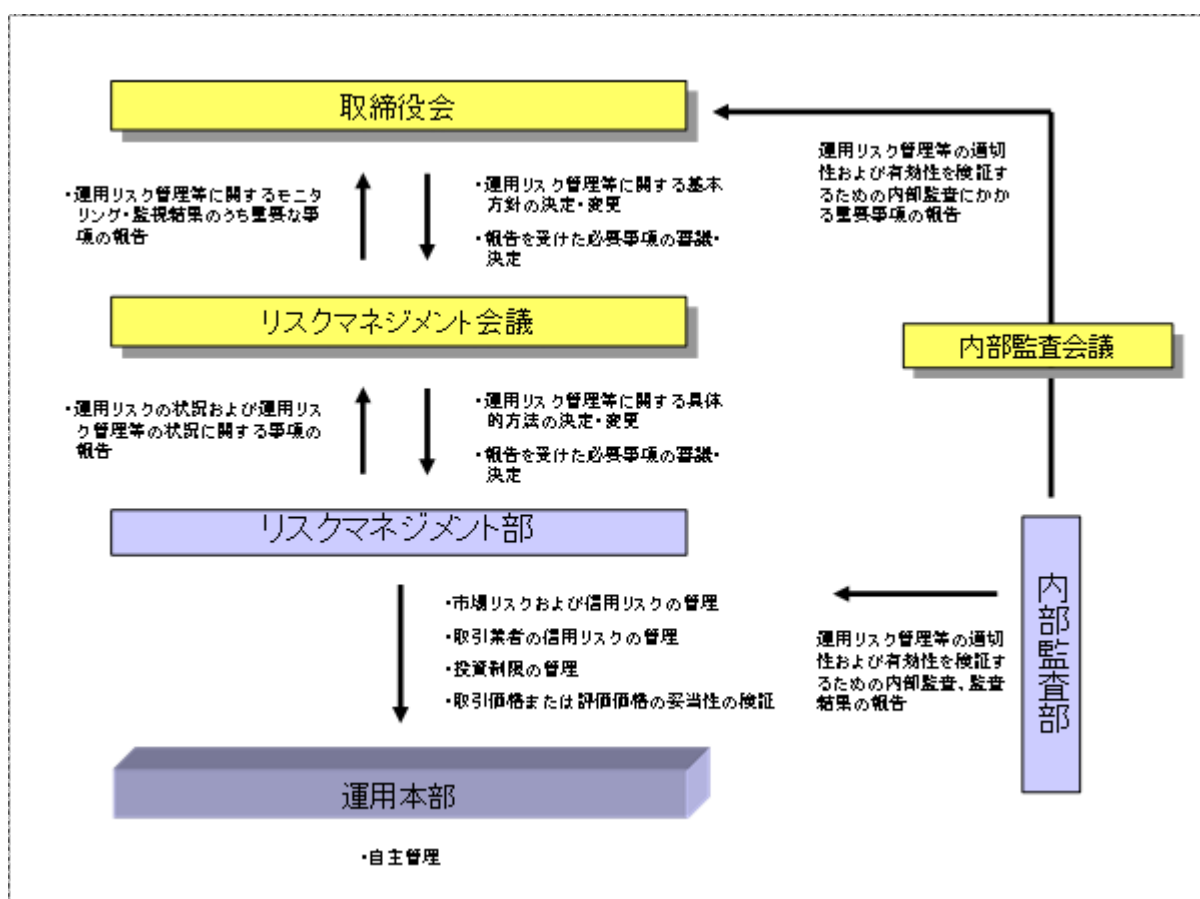 取締役会
・運用リスク管理等に関するモニタ
リング・監視結果のうち重要な事
項の報告
・運用リスク管理等に関する基本
方針の決定・変更
・報告を受けた必要事項の審議・
決定
運用リスク管理等の適切
性および有効性を検証す
るための内部監査にかか
る重要事項の報告
リスクマネジメント会議
内部監査会議
・運用リスクの状況および運用リス
ク管理等の状況に関する事項の
報告
・運用リスク管理等に関する具体
的方法の決定・変更
・報告を受けた必要事項の審議・
決定
リスクマネジメント部
内部監査部
・市場リスクおよび信用リスクの管理
・取引業者の信用リスクの管理
・投資制限の管理
・取引価格または評価価格の妥当性の検証
運用リスク管理等の適切
性および有効性を検証す
るための内部監査、監査
結果の報告
運用本部
・自主管理